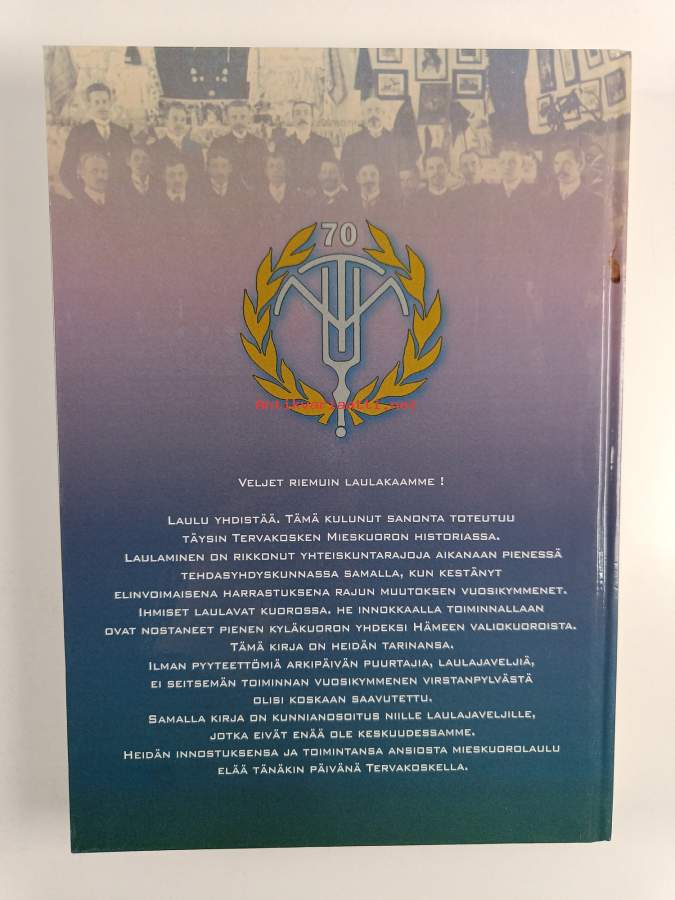 70
Antikvariaatti.net
VELJET RIEMUIN LAULAKAAMME !
LAULU YHDISTÄÄ. TÄMÄ KULUNUT SANONTA TOTEUTUU
TÄYSIN TERVAKOSKEN MIESKUORON HISTORIASSA.
LAULAMINEN ON RIKKONUT YHTEISKUNTARAJOJA AIKANAAN PIENESSÄ
TEHDASYHDYSKUNNASSA SAMALLA, KUN KESTÄNYT
ELINVOIMAISENA HARRASTUKSENA RAJUN MUUTOKSEN VUOSIKYMMENET.
IHMISET LAULAVAT KUOROSSA. HE INNOKKAALLA TOIMINNALLAAN
OVAT NOSTANEET PIENEN KYLÄKUORON YHDEKSI HÄMEEN VALIOKUOROISTA.
TÄMÄ KIRJA ON HEIDÄN TARINANSA.
ILMAN PYYTEETTÖMIÄ ARKIPÄIVÄN PUURTAJIA, LAULAJAVELJIÄ,
EI SEITSEMÄN TOIMINNAN VUOSIKYMMENEN VIRSTANPYLVÄSTÄ
OLISI KOSKAAN SAAVUTETTU.
SAMALLA KIRJA ON KUNNIANOSOITUS NIILLE LAULAJAVELJILLE,
JOTKA EIVÄT ENÄÄ OLE KESKUUDESSAMME.
HEIDÄN INNOSTUKSENSA JA TOIMINTANSA ANSIOSTA MIESKUOROLAULU
ELÄÄ TÄNÄKIN PÄIVÄNÄ TERVAKOSKELLA.